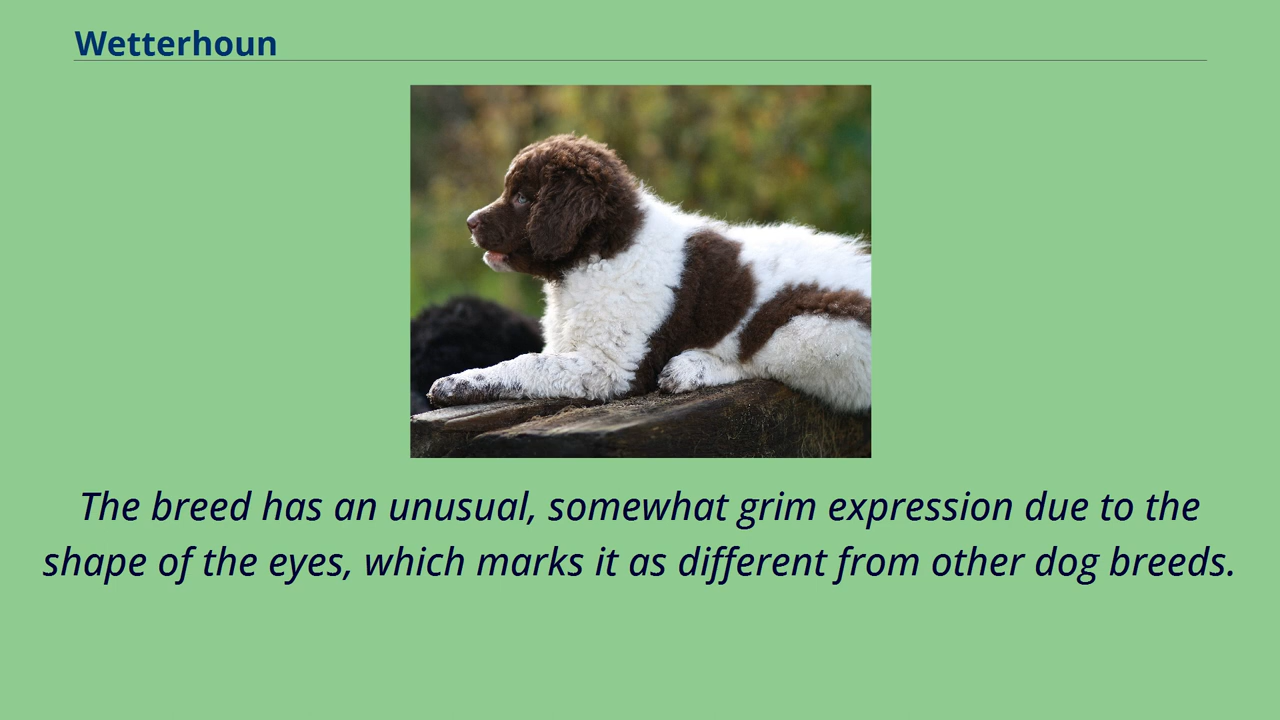 Wetterhoun
The breed has an unusual, somewhat grim expression due to the
shape of the eyes, which marks it as different from other dog breeds.